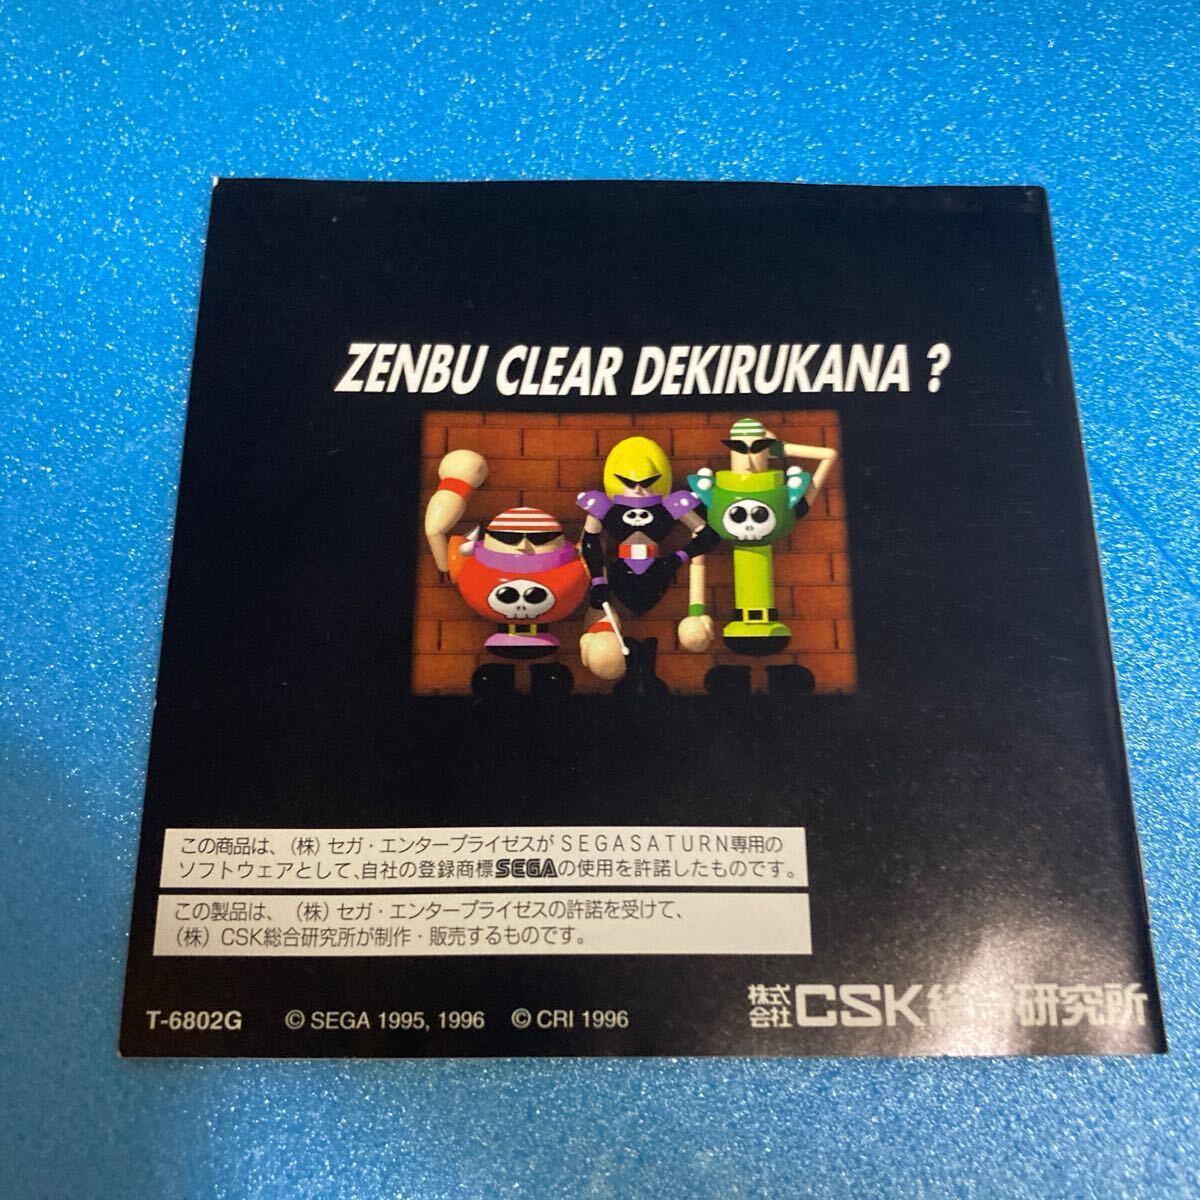 ZENBU CLEAR DEKIRUKANA ?
この商品は、(株)セガ・エンタープライゼスがSEGASATURN専用の
ソフトウェアとして、自社の登録商標SEGAの使用を許諾したものです。
この製品は、(株)セガ・エンタープライゼスの許諾を受けて、
(株)CSK総合研究所が制作・販売するものです。
T-6802G © SEGA 1995, 1996 © CRI 1996
株式会社CSK総合研究所